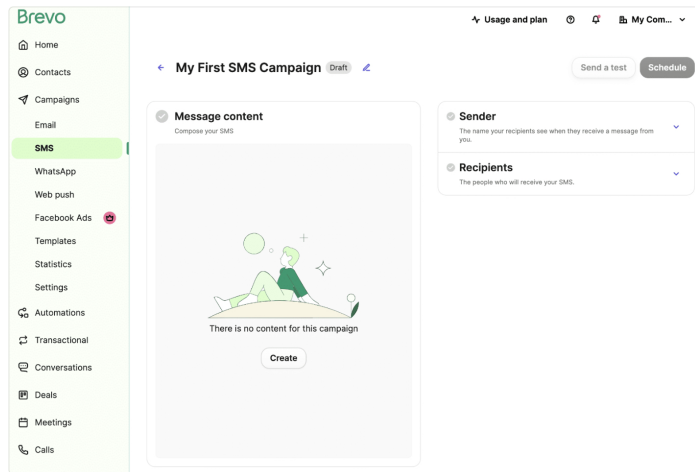 Brevo
Usage and plan
My Com...
Home
Contacts
Campaigns
Email
SMS
WhatsApp
Web push
Facebook Ads
Templates
Statistics
Settings
Automations
Transactional
Conversations
Deals
Meetings
Calls
My First SMS Campaign Draft
Send a test
Schedule
Message content
Compose your SMS
There is no content for this campaign
Create
Sender
The name your recipients see when they receive a message from
you.
Recipients
The people who will receive your SMS.